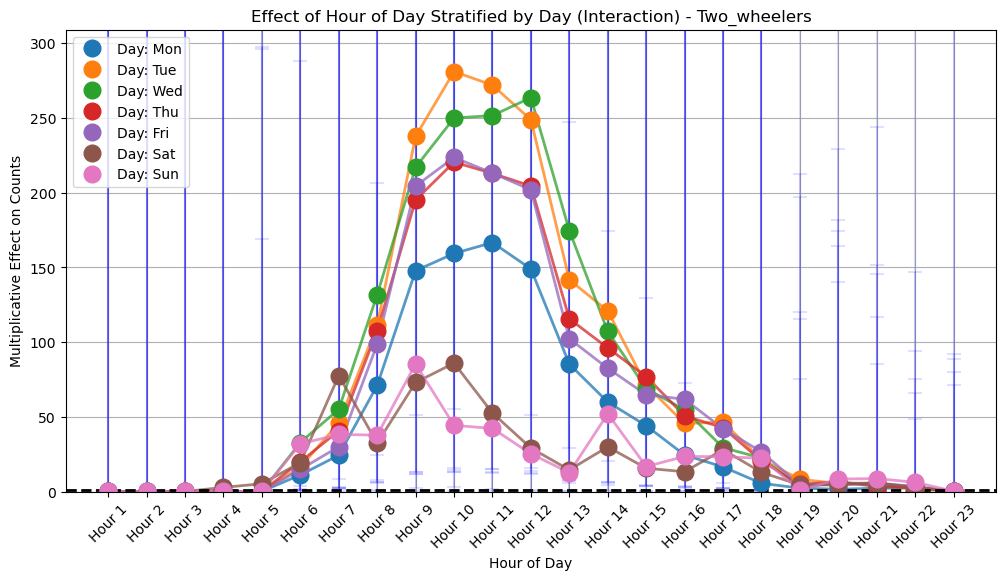 Effect of Hour of Day Stratified by Day (Interaction) - Two_wheelers
300
250
200
150
100
50
0
Multiplicative Effect on Counts
Day: Mon
Day: Tue
Day: Wed
Day: Thu
Day: Fri
Day: Sat
Day: Sun
Hour 1
Hour 2
Hour 3
Hour 4
Hour 5
Hour 6
Hour 7
Hour 8
Hour 9
Hour 10
Hour 11
Hour 12
Hour 13
Hour 14
Hour 15
Hour 16
Hour 17
Hour 18
Hour 19
Hour 20
Hour 21
Hour 22
Hour 23
Hour of Day